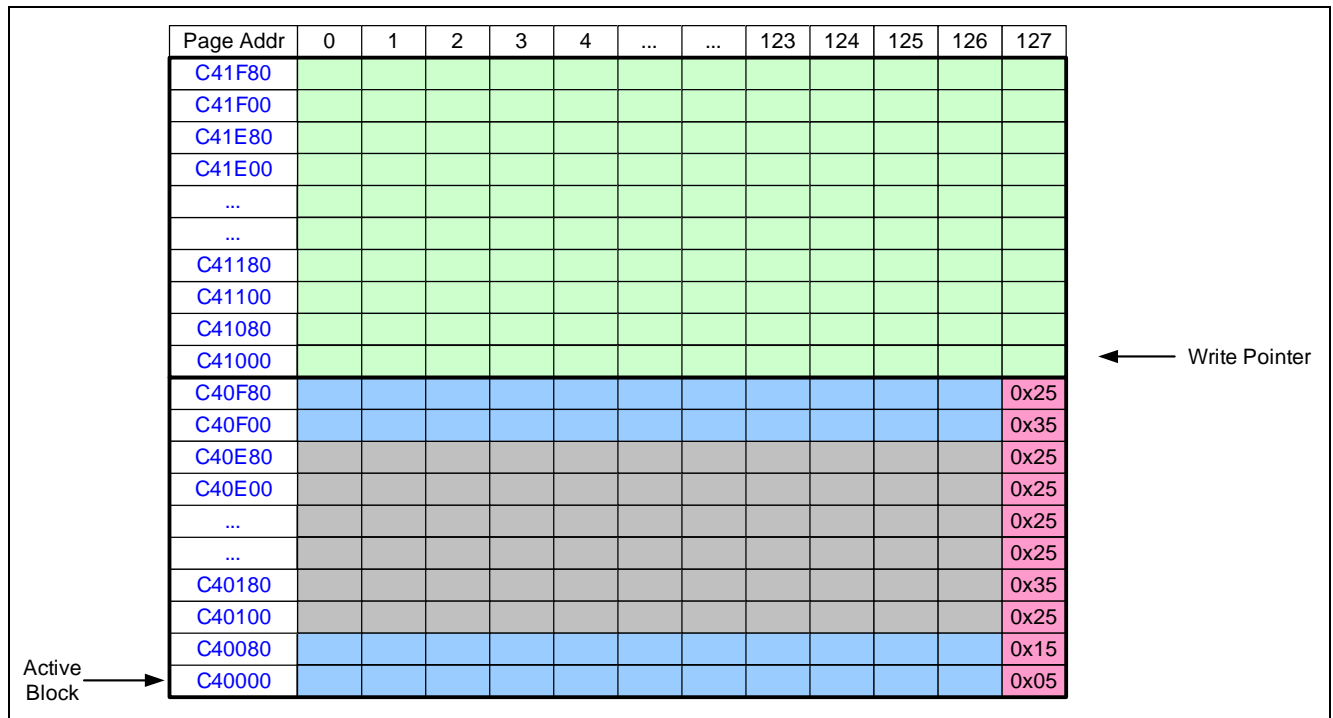 Page Addr 0 1 2 3 4 ... ... 123 124 125 126 127
C41F80
C41F00
C41E80
C41E00
...
...
C41180
C41100
C41080
C41000 Write Pointer
C40F80 0x25
C40F00 0x35
C40E80 0x25
C40E00 0x25
... 0x25
... 0x25
C40180 0x35
C40100 0x25
C40080 0x15
Active
Block
C40000 0x05